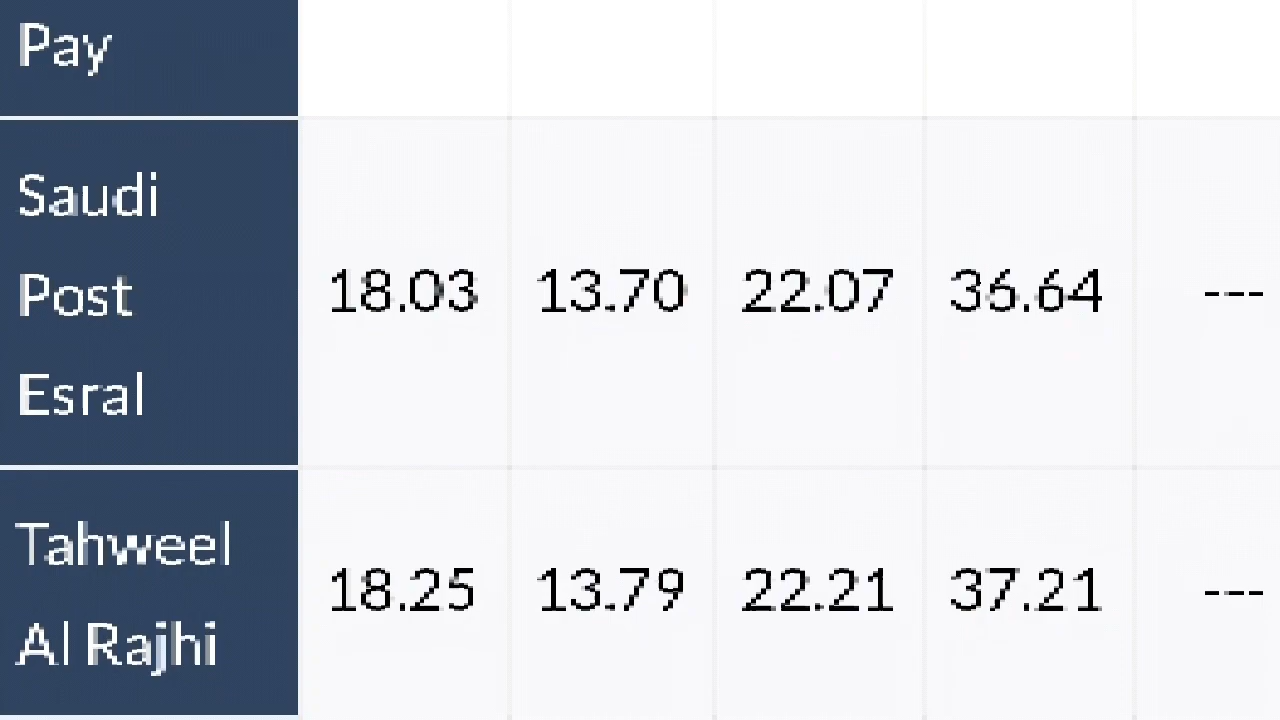 Pay
Saudi
Post
Esral
18.03 13.70 22.07 36.64 ---
Tahweel
Al Rajhi
18.25 13.79 22.21 37.21 ---